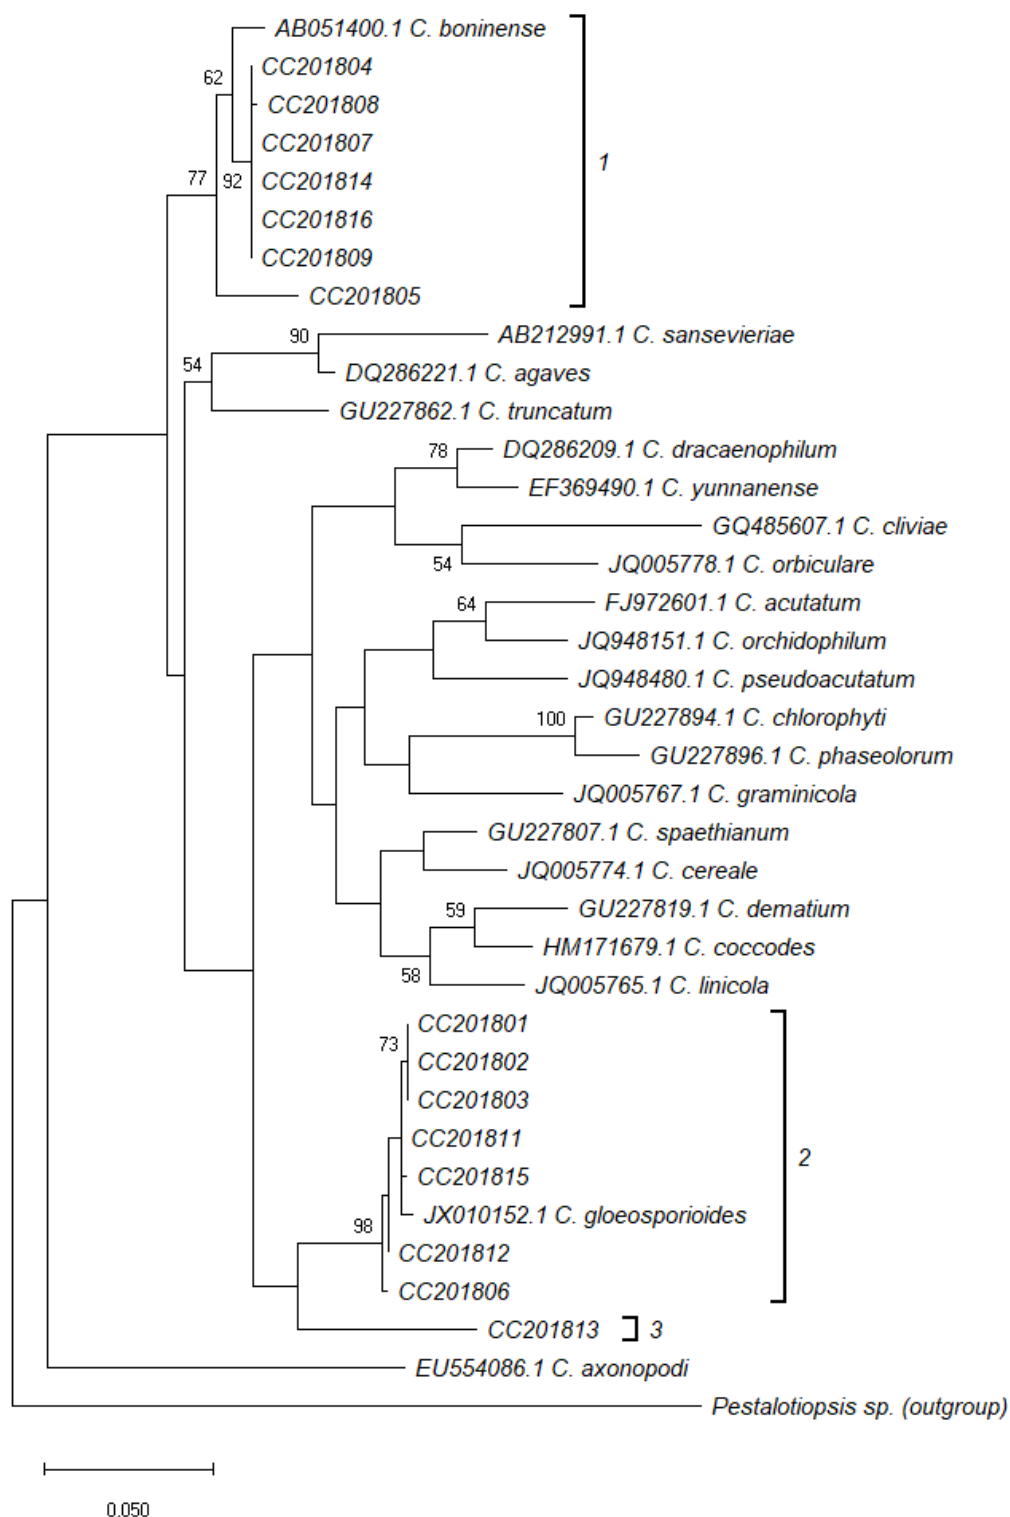 AB051400.1 C. boninense
CC201804
62
CC201808
CC201807
1
77
92
CC201814
CC201816
CC201809
CC201805
90
AB212991.1 C. sansevieriae
54
DQ286221.1 C. agaves
GU227862.1 C. truncatum
78
DQ286209.1 C. dracaenophilum
EF369490.1 C. yunnanense
GQ485607.1 C. cliviae
54
JQ005778.1 C. orbiculare
64
FJ972601.1 C. acutatum
JQ948151.1 C. orchidophilum
JQ948480.1 C. pseudoacutatum
100
GU227894.1 C. chlorophyti
GU227896.1 C. phaseolorum
JQ005767.1 C. graminicola
GU227807.1 C. spaethianum
JQ005774.1 C. cereale
59
GU227819.1 C. dematium
HM171679.1 C. coccodes
58
JQ005765.1 C. linicola
CC201801
73
CC201802
CC201803
CC201811
2
CC201815
98
JX010152.1 C. gloeosporioides
CC201812
CC201806
CC201813
3
EU554086.1 C. axonopodi
Pestalotiopsis sp. (outgroup)
0.050